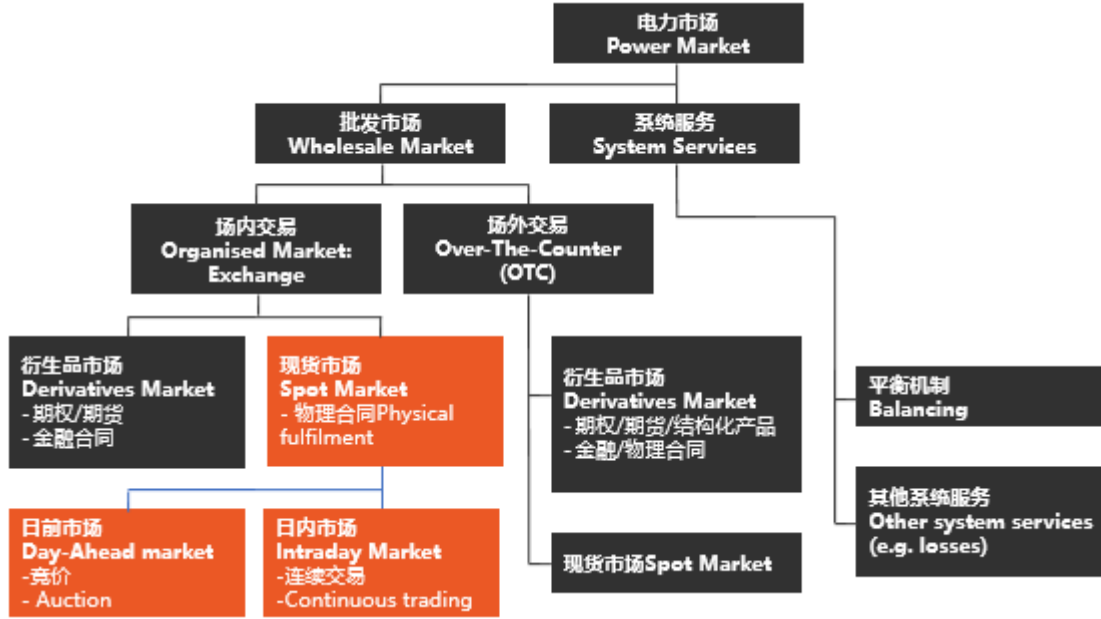 电力市场
Power Market
批发市场
Wholesale Market
系统服务
System Services
场内交易
Organised Market:
Exchange
场外交易
Over-The-Counter
(OTC)
衍生品市场
Derivatives Market
- 期权/期货
- 金融合同
现货市场
Spot Market
- 物理合同Physical
fulfilment
衍生品市场
Derivatives Market
- 期权/期货/结构化产品
- 金融/物理合同
平衡机制
Balancing
日前市场
Day-Ahead market
-竞价
- Auction
日内市场
Intraday Market
-连续交易
-Continuous trading
现货市场Spot Market
其他系统服务
Other system services
(e.g. losses)